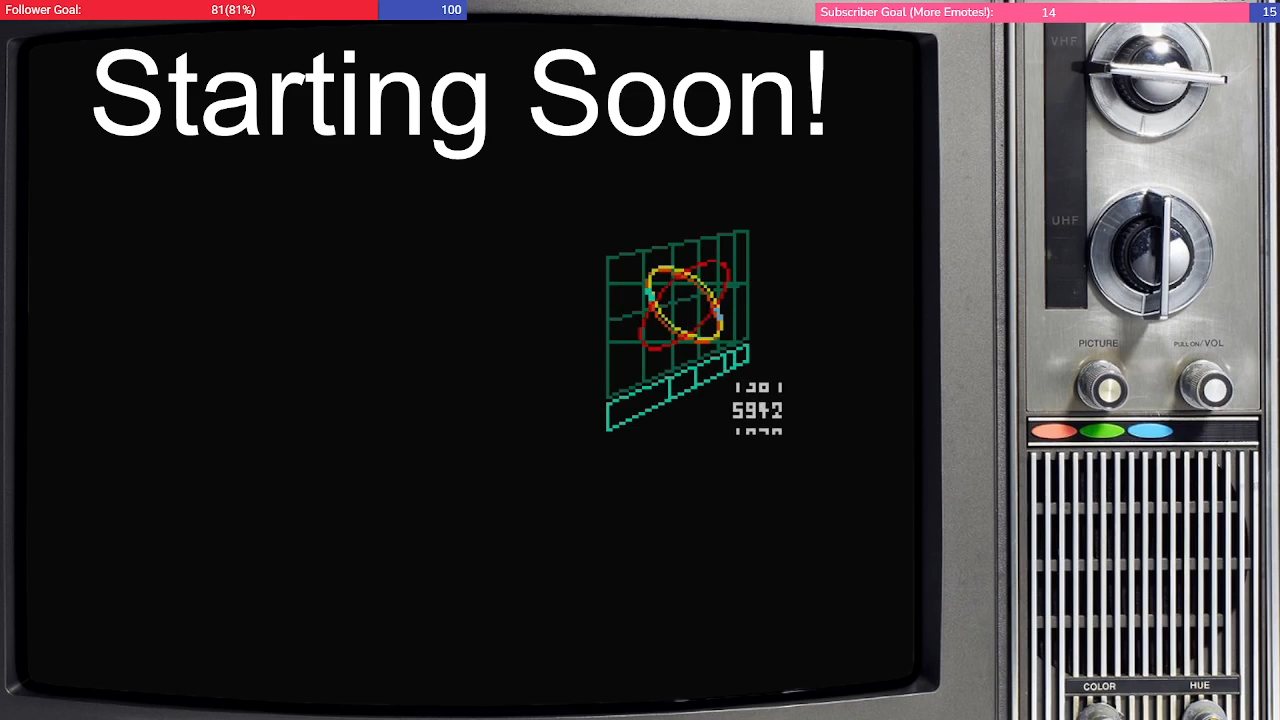 Follower Goal: 81(81%) 100
Subscriber Goal (More Emotes!): 14 15
Starting Soon!
VHF
UHF
PICTURE PULL ON/VOL
5942
COLOR HUE